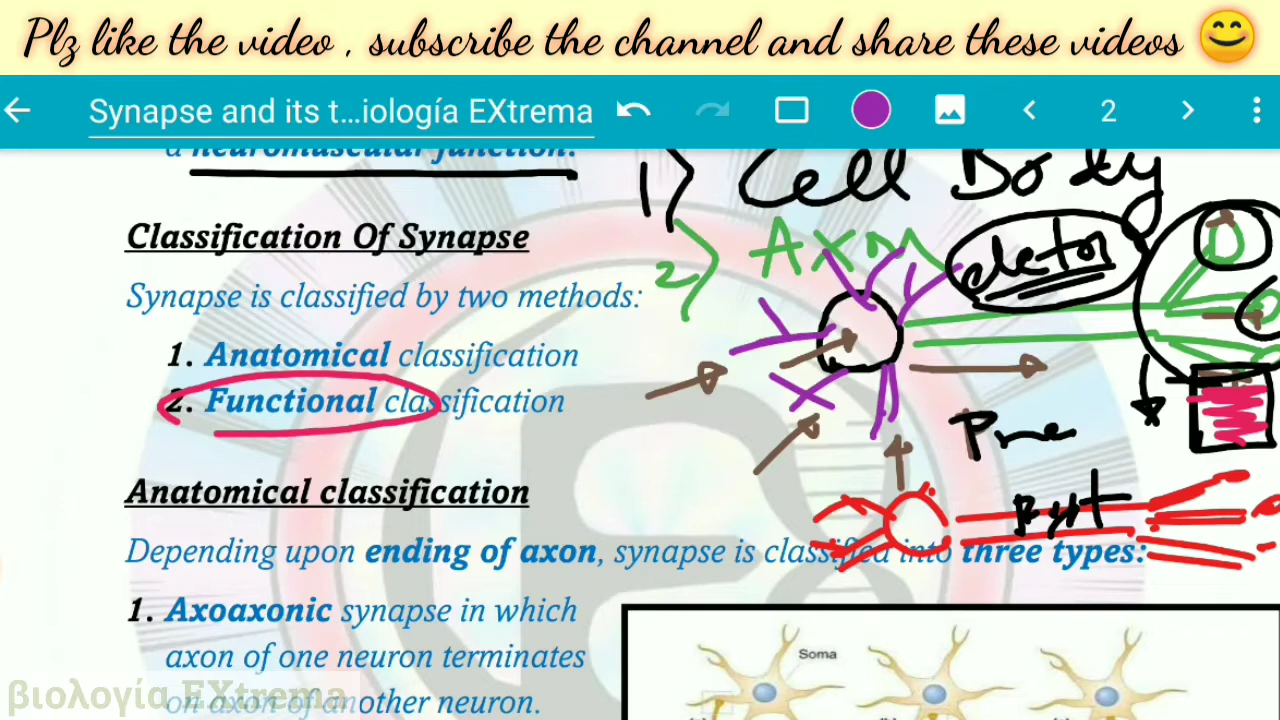 Plz like the video , subscribe the channel and share these videos 😊
Synapse and its t...iología EXtrema
2
a neuromuscular junction.
1) Cell Body
Classification Of Synapse
2) Axon
Synapse is classified by two methods:
1. Anatomical classification
2. Functional classification
Pre
Anatomical classification
Depending upon ending of axon, synapse is classified into three types:
1. Axoaxonic synapse in which
axon of one neuron terminates
on axon of another neuron.
Soma
βιολογία EXtrema